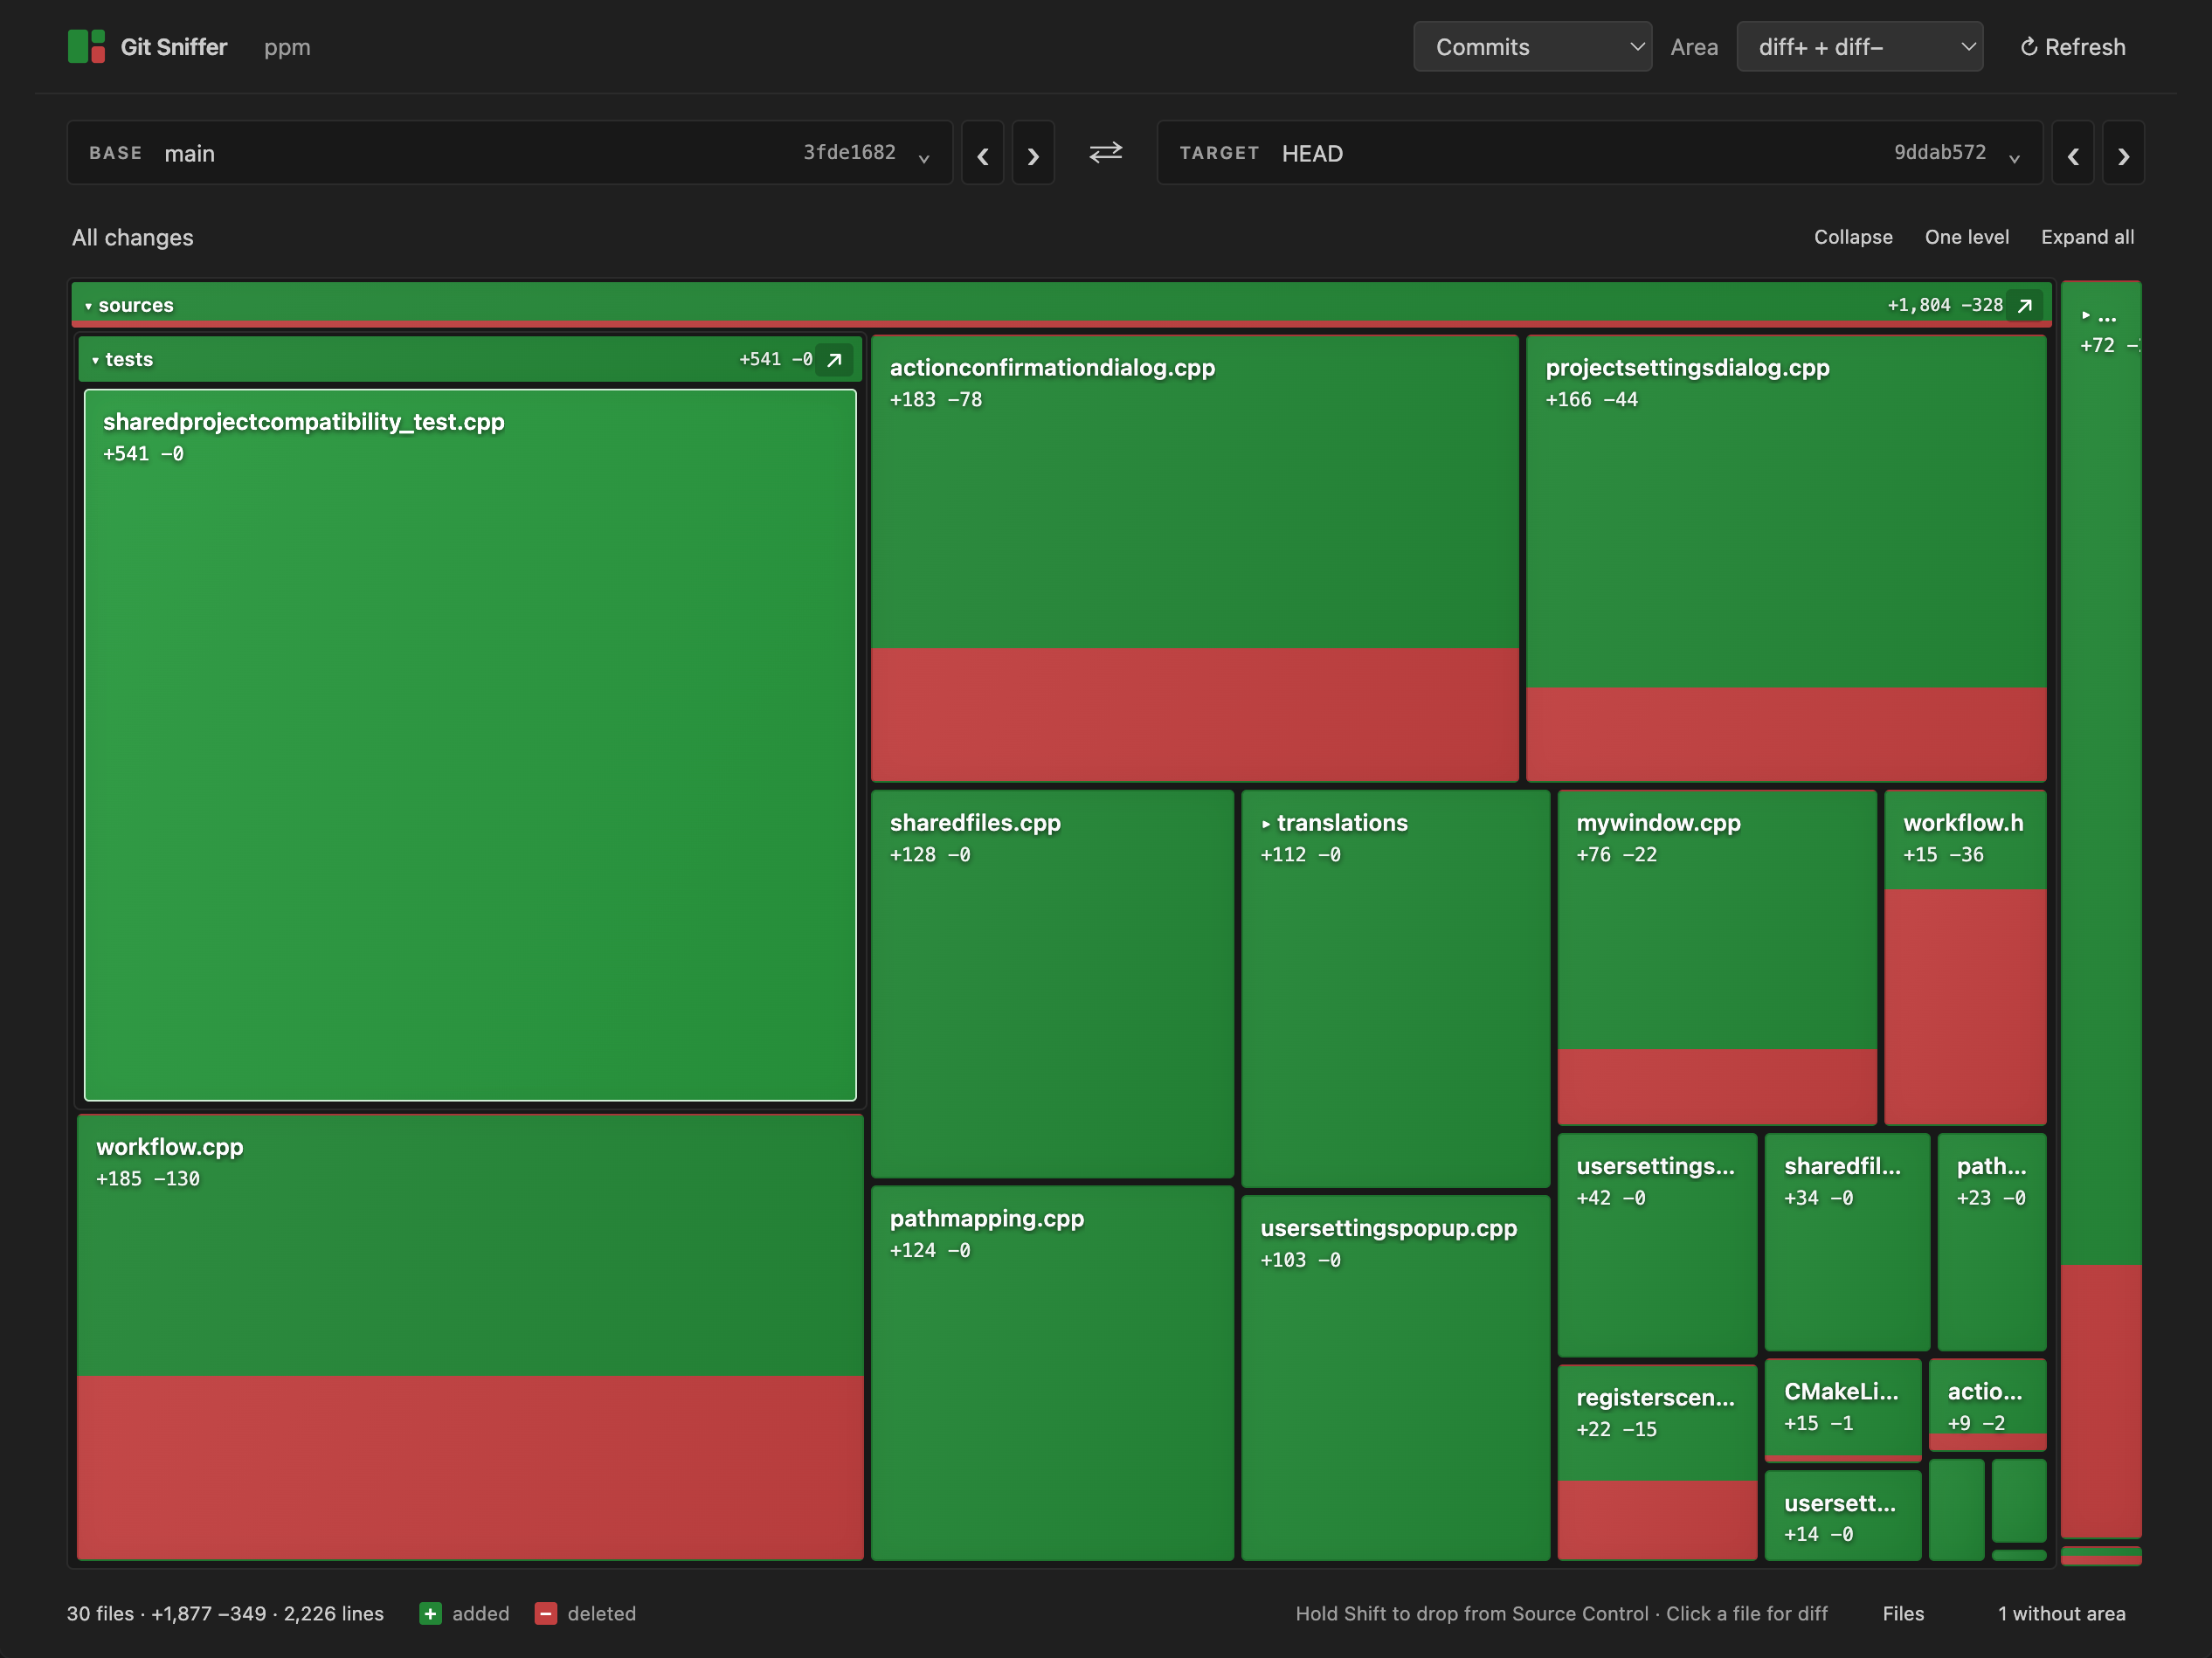 Git Sniffer ppm Commits Area diff+ + diff− Refresh
BASE main 3fde1682 TARGET HEAD 9ddab572
All changes Collapse One level Expand all
sources +1,804 −328
...
+72
tests +541 −0
sharedprojectcompatibility_test.cpp
+541 −0
actionconfirmationdialog.cpp
+183 −78
projectsettingsdialog.cpp
+166 −44
sharedfiles.cpp
+128 −0
translations
+112 −0
mywindow.cpp
+76 −22
workflow.h
+15 −36
workflow.cpp
+185 −130
pathmapping.cpp
+124 −0
usersettingspopup.cpp
+103 −0
usersettings...
+42 −0
sharedfil...
+34 −0
path...
+23 −0
registerscen...
+22 −15
CMakeLi...
+15 −1
actio...
+9 −2
usersett...
+14 −0
30 files · +1,877 −349 · 2,226 lines + added − deleted Hold Shift to drop from Source Control · Click a file for diff Files 1 without area